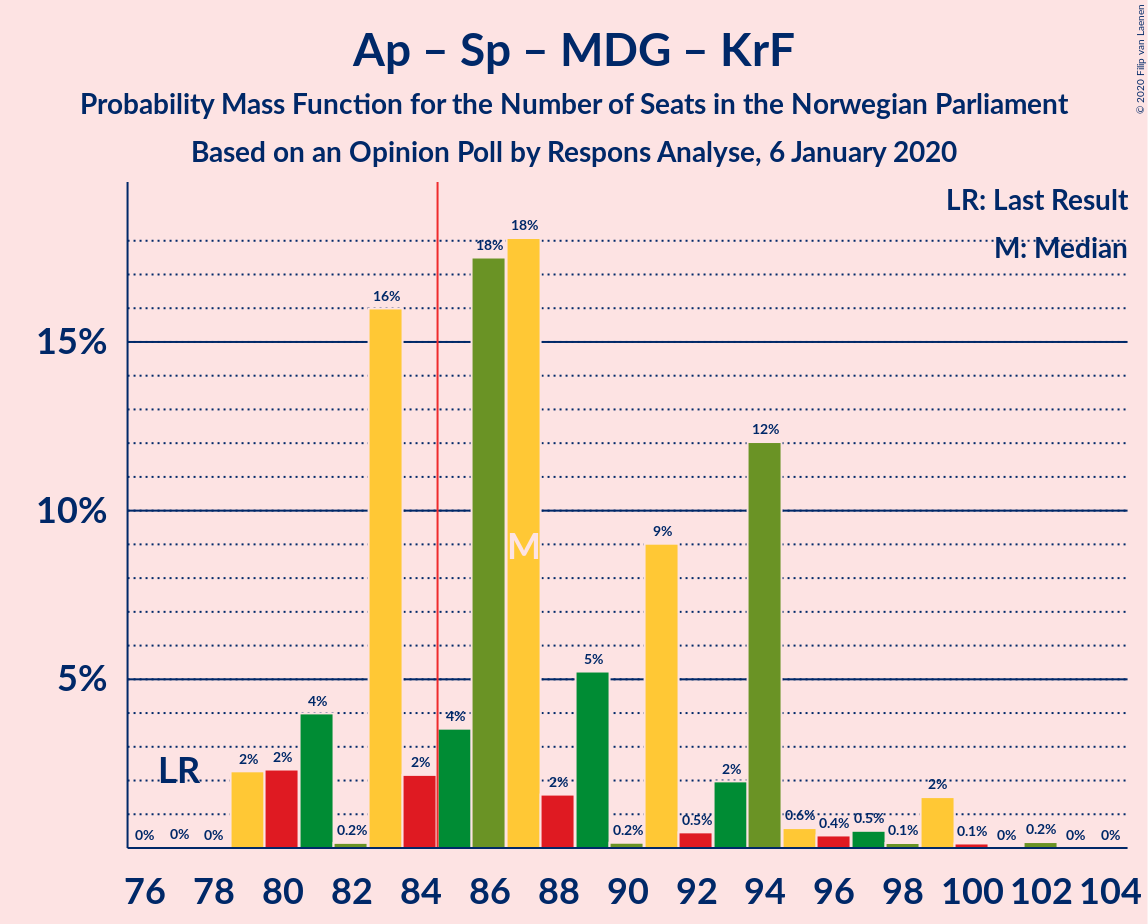 Ap – Sp – MDG – KrF
Probability Mass Function for the Number of Seats in the Norwegian Parliament
Based on an Opinion Poll by Respons Analyse, 6 January 2020
© 2020 Filip van Laenen
LR: Last Result
M: Median
15%
10%
5%
0% 0% 0% 2% 2% 4% 0.2% 16% 2% 4% 18% 18% 2% 5% 0.2% 9% 0.5% 2% 12% 0.6% 0.4% 0.5% 0.1% 2% 0.1% 0% 0.2% 0% 0%
LR
M
76 78 80 82 84 86 88 90 92 94 96 98 100 102 104